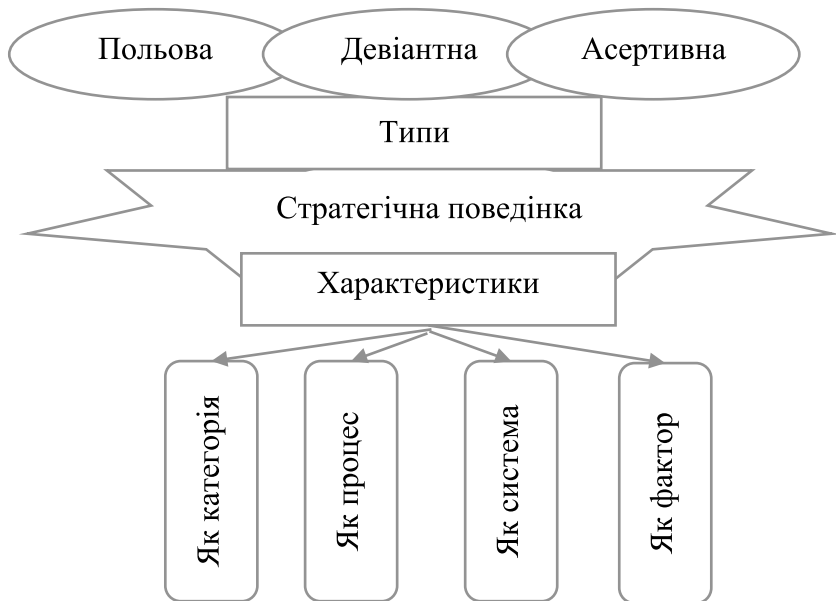 Польова
Девіантна
Асертивна
Типи
Стратегічна поведінка
Характеристики
Як категорія
Як процес
Як система
Як фактор